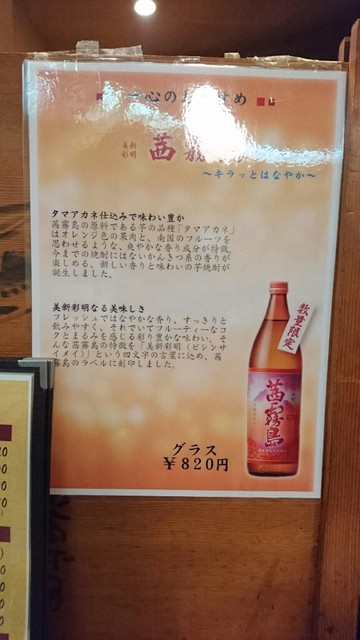 美新
彩明
茜
～キラッとはなやか～
タマアカネ仕込みで味わい豊か
茜霧島の原料である芋の品種「タマアカネ」
はオレンジ色の果肉と、南国のフルーツを
思わせるような、爽やかな香り成分が特徴。
今までの焼酎にはないかんきつ系の香りが
楽しめる、新しい香りと味わいの芋焼酎が
誕生しました。
美新彩明なる美味しさ
フレッシュではなやかな香り、すっきりと
飲みやすく、それでいてフルーティーなコ
クとまるみを感じる彩り豊かな味わい。そ
んな茜霧島の特徴を「美新彩明（ビシンサ
イメイ）」という四文字の言葉に込め、茜
霧島のラベルに刻印しました。
数量限定
茜霧島
グラス
￥８２０円